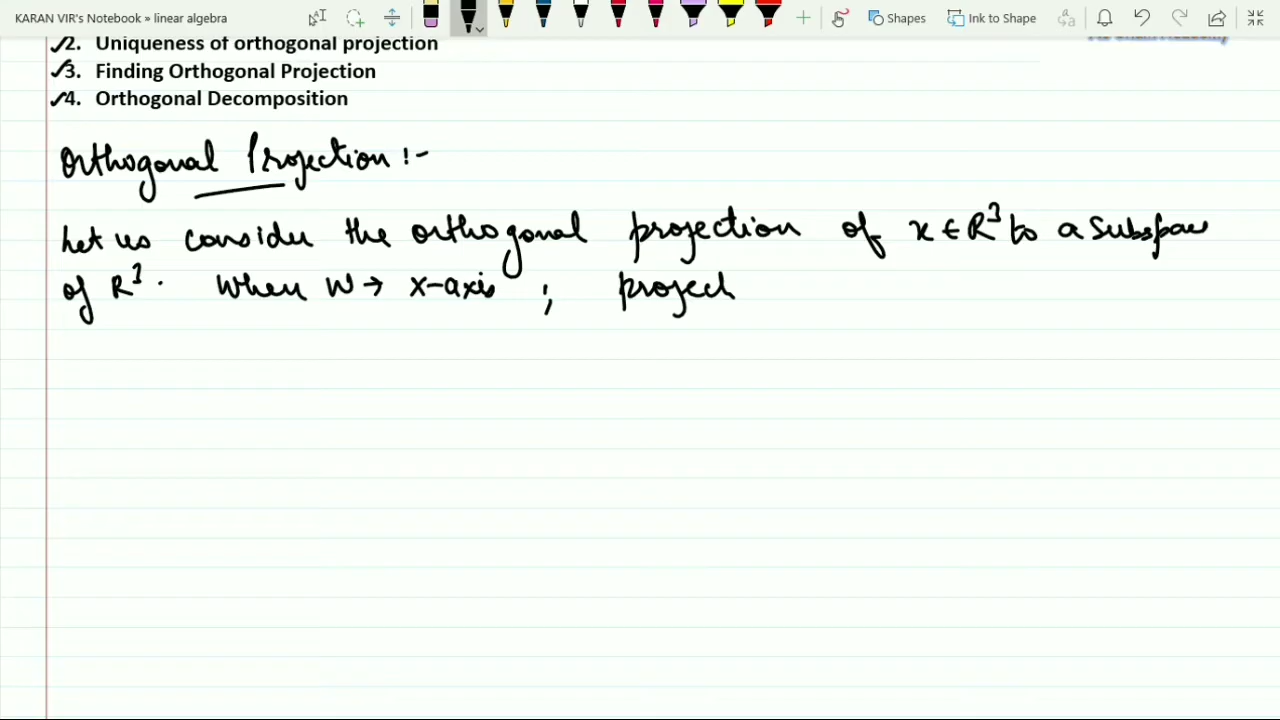 KARAN VIR's Notebook » linear algebra
Shapes
Ink to Shape
2. Uniqueness of orthogonal projection
3. Finding Orthogonal Projection
4. Orthogonal Decomposition
Orthogonal Projection :-
Let us consider the orthogonal projection of x ∈ R³ to a Subspace
of R³. When W → x-axis ; project